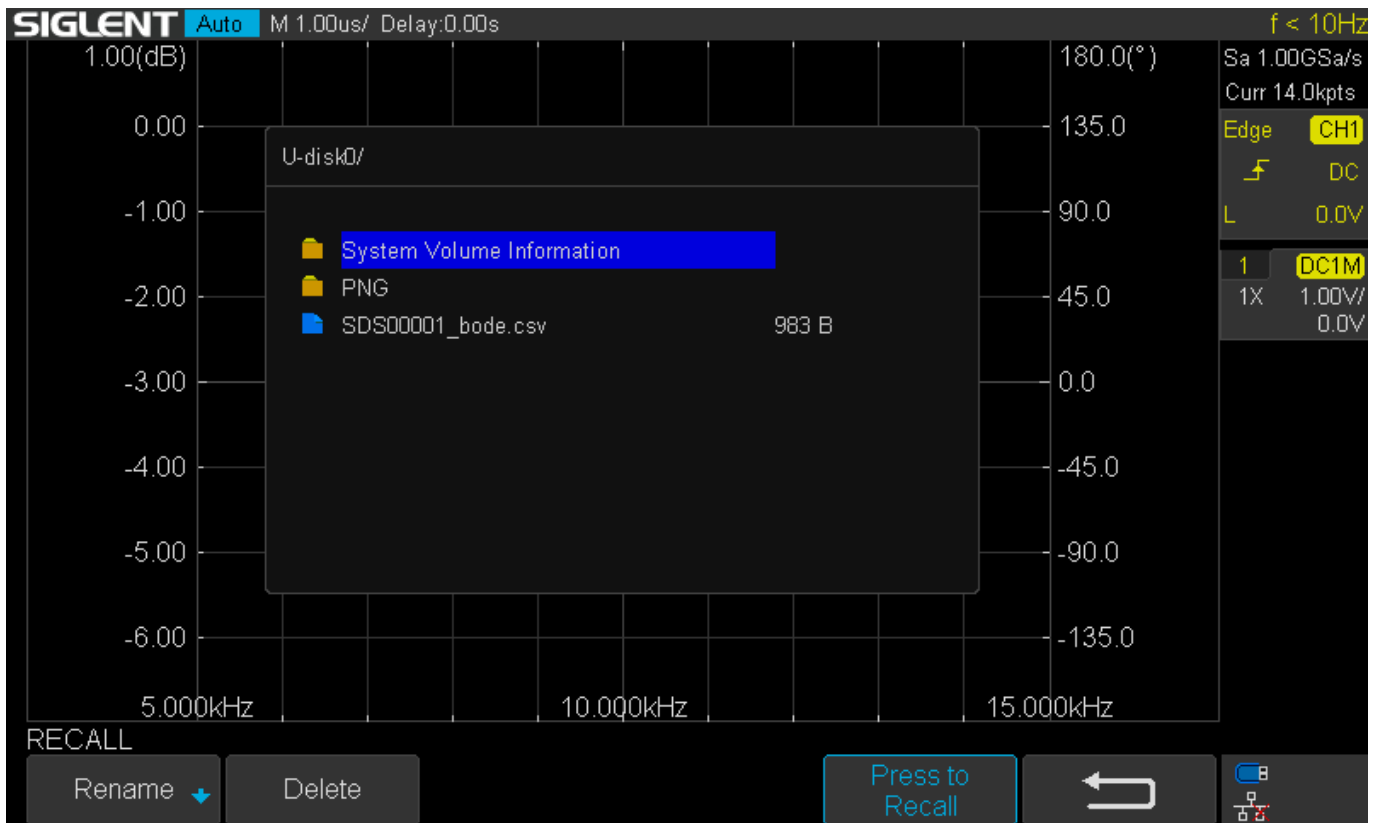 SIGLENT Auto M 1.00us/ Delay:0.00s f < 10Hz
1.00(dB) 180.0(°) Sa 1.00GSa/s
Curr 14.0kpts
0.00 135.0 Edge CH1
U-disk0/
DC
-1.00 90.0 L 0.0V
System Volume Information
1 DC1M
PNG
-2.00 45.0 1X 1.00V/
SDS00001_bode.csv 983 B 0.0V
-3.00 0.0
-4.00 -45.0
-5.00 -90.0
-6.00 -135.0
5.000kHz 10.000kHz 15.000kHz
RECALL
Rename Delete Press to
Recall